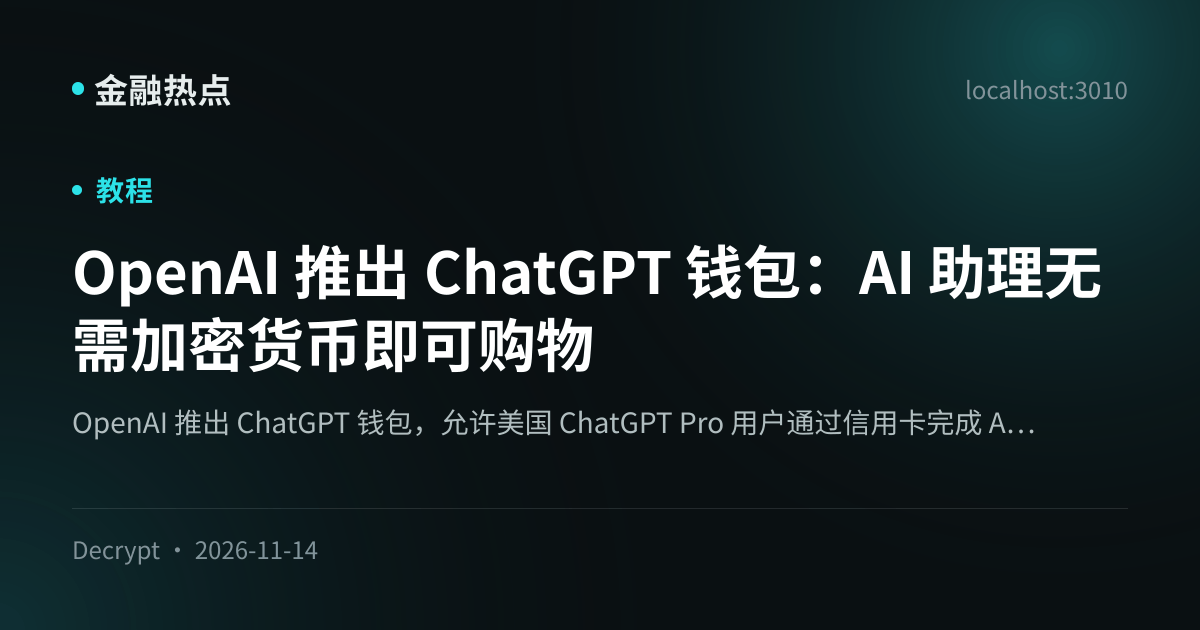 金融热点
localhost:3010
教程
OpenAI 推出 ChatGPT 钱包：AI 助理无
需加密货币即可购物
OpenAI 推出 ChatGPT 钱包，允许美国 ChatGPT Pro 用户通过信用卡完成 A…
Decrypt · 2026-11-14